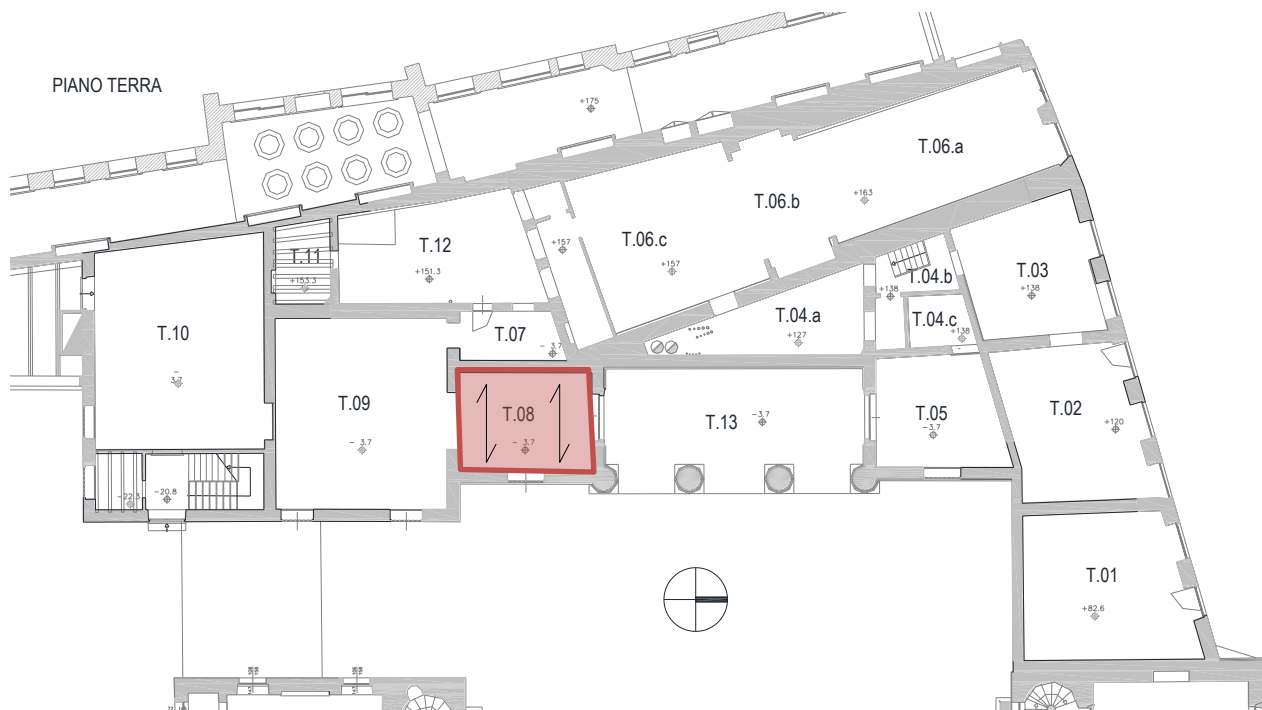 PIANO TERRA
+175
T.06.a
+163
T.06.b
T.06.c
+157
+157
T.12
+151.3
T.11
+153.3
T.04.b
+138
T.03
+138
T.04.c
+138
T.04.a
+127
T.07
- 3.7
T.10
-
3.7
T.09
- 3.7
T.08
- 3.7
T.13
-3.7
T.05
-3.7
T.02
+120
-22.3
-20.8
T.01
+82.6